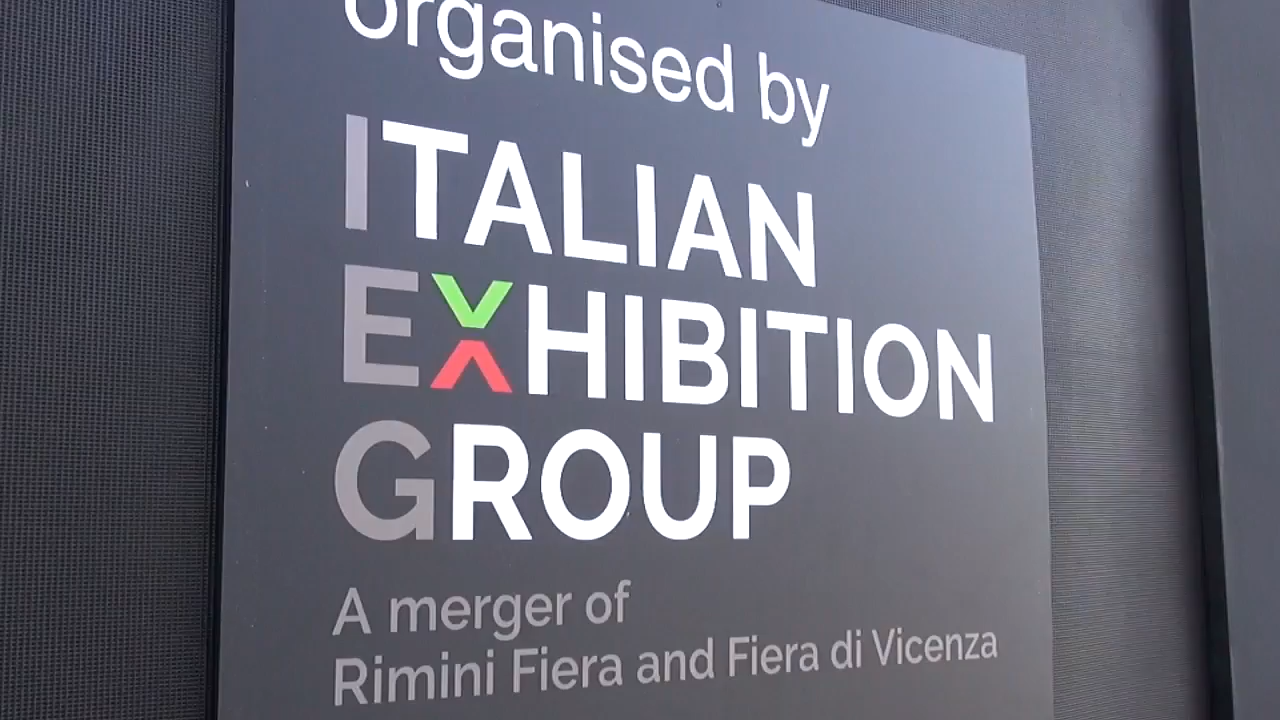 organised by
ITALIAN
EXHIBITION
GROUP
A merger of
Rimini Fiera and Fiera di Vicenza